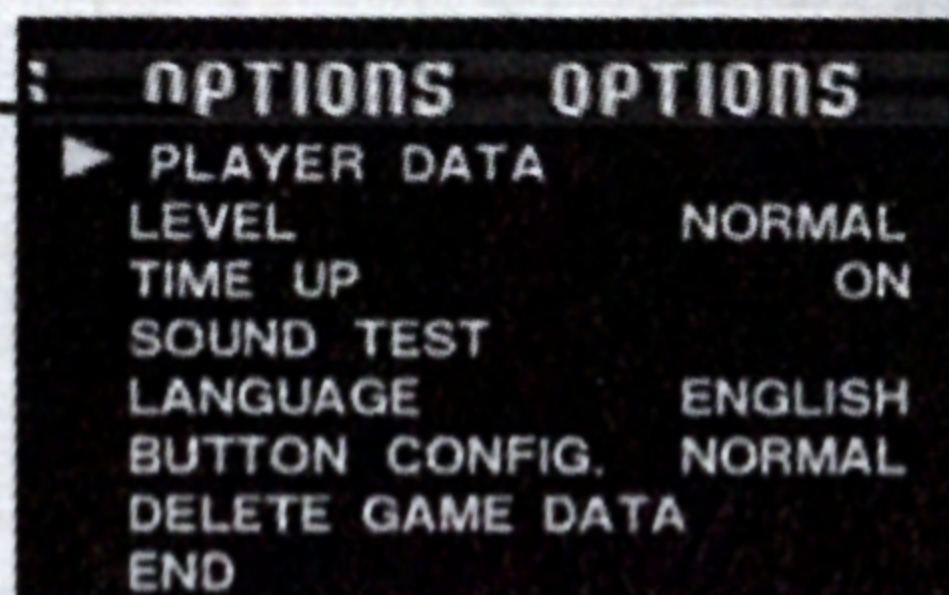 : OPTIONS OPTIONS
▶ PLAYER DATA
LEVEL NORMAL
TIME UP ON
SOUND TEST
LANGUAGE ENGLISH
BUTTON CONFIG. NORMAL
DELETE GAME DATA
END